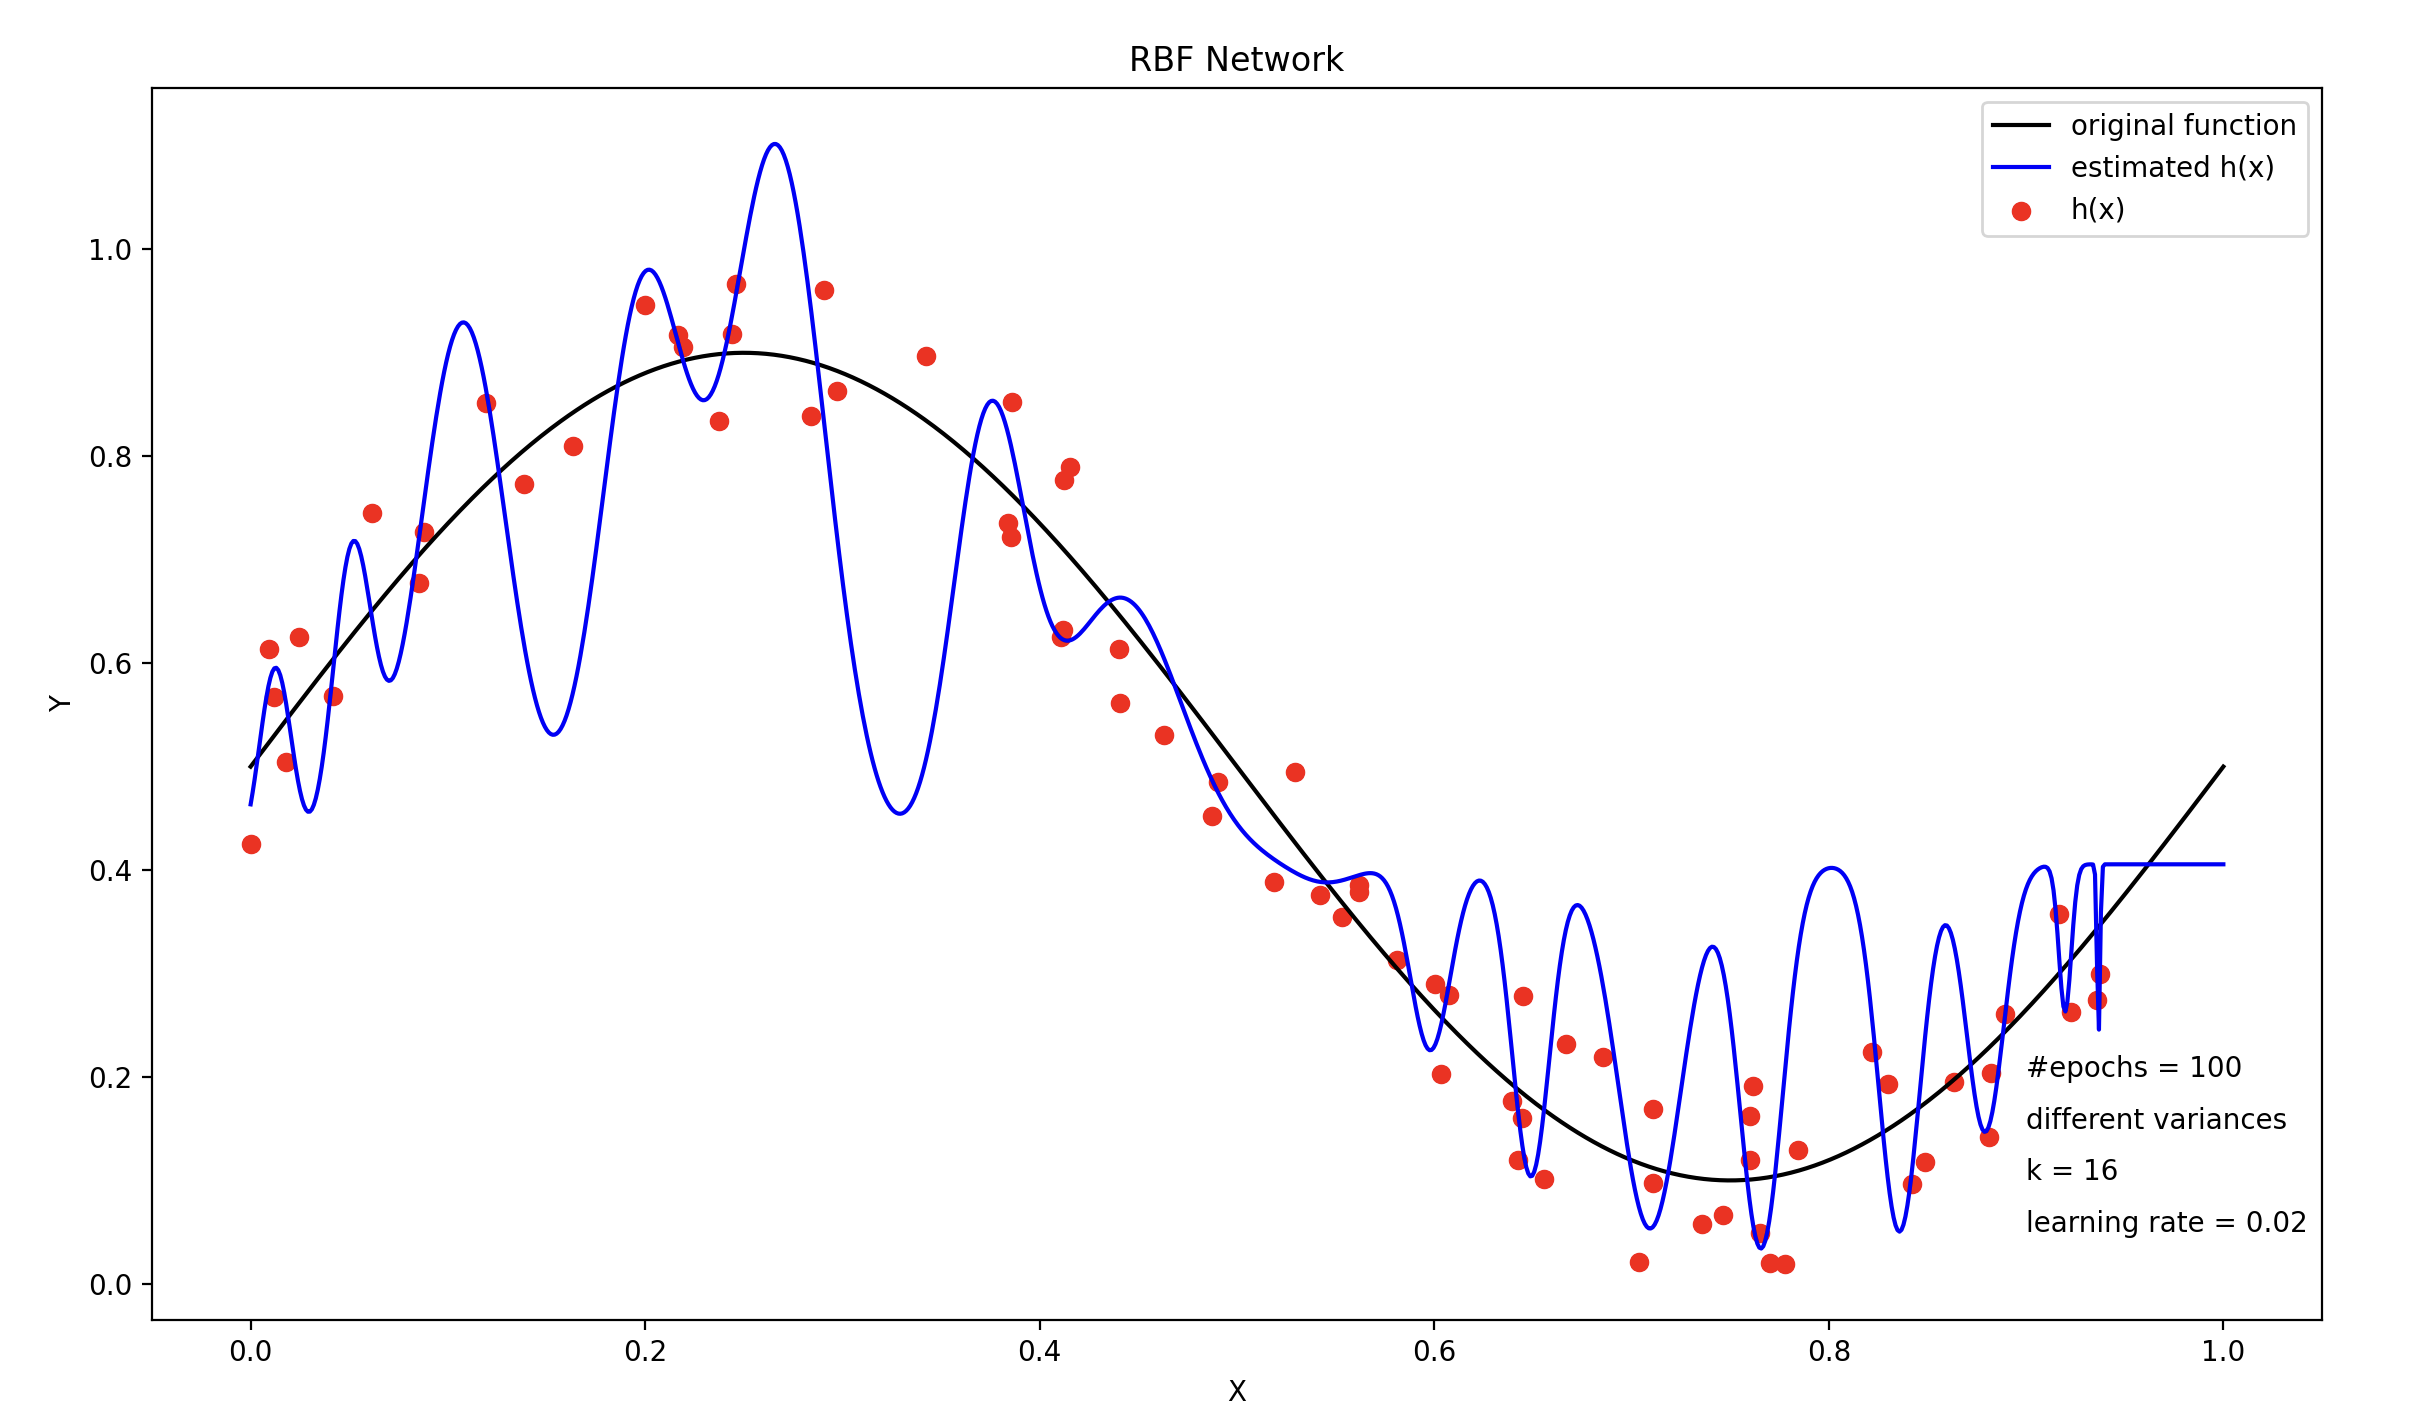 RBF Network
original function
estimated h(x)
h(x)
Y
1.0
0.8
0.6
0.4
0.2
0.0
#epochs = 100
different variances
k = 16
learning rate = 0.02
0.0 0.2 0.4 0.6 0.8 1.0
X